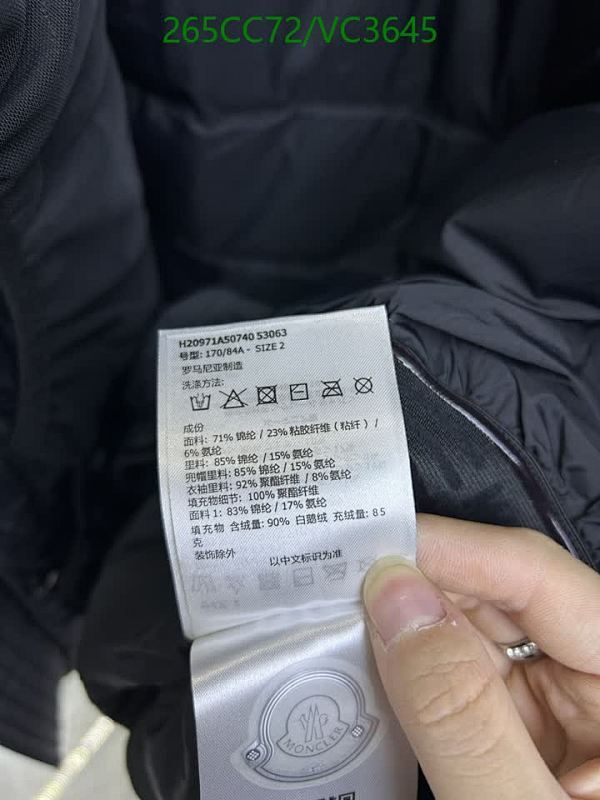 265CC72/VC3645
H20971A50740 53063
号型: 170/84A - SIZE 2
罗马尼亚制造
洗涤方法:
成份
面料: 71% 锦纶 / 23% 粘胶纤维 (粘纤) /
6% 氨纶
里料: 85% 锦纶 / 15% 氨纶
兜帽里料: 85% 锦纶 / 15% 氨纶
衣袖里料: 92% 聚酯纤维 / 8% 氨纶
填充物细节: 100% 聚酯纤维
面料 1: 83% 锦纶 / 17% 氨纶
填充物 含绒量: 90% 白鹅绒 充绒量: 85
克
装饰除外
以中文标识为准
MONCLER